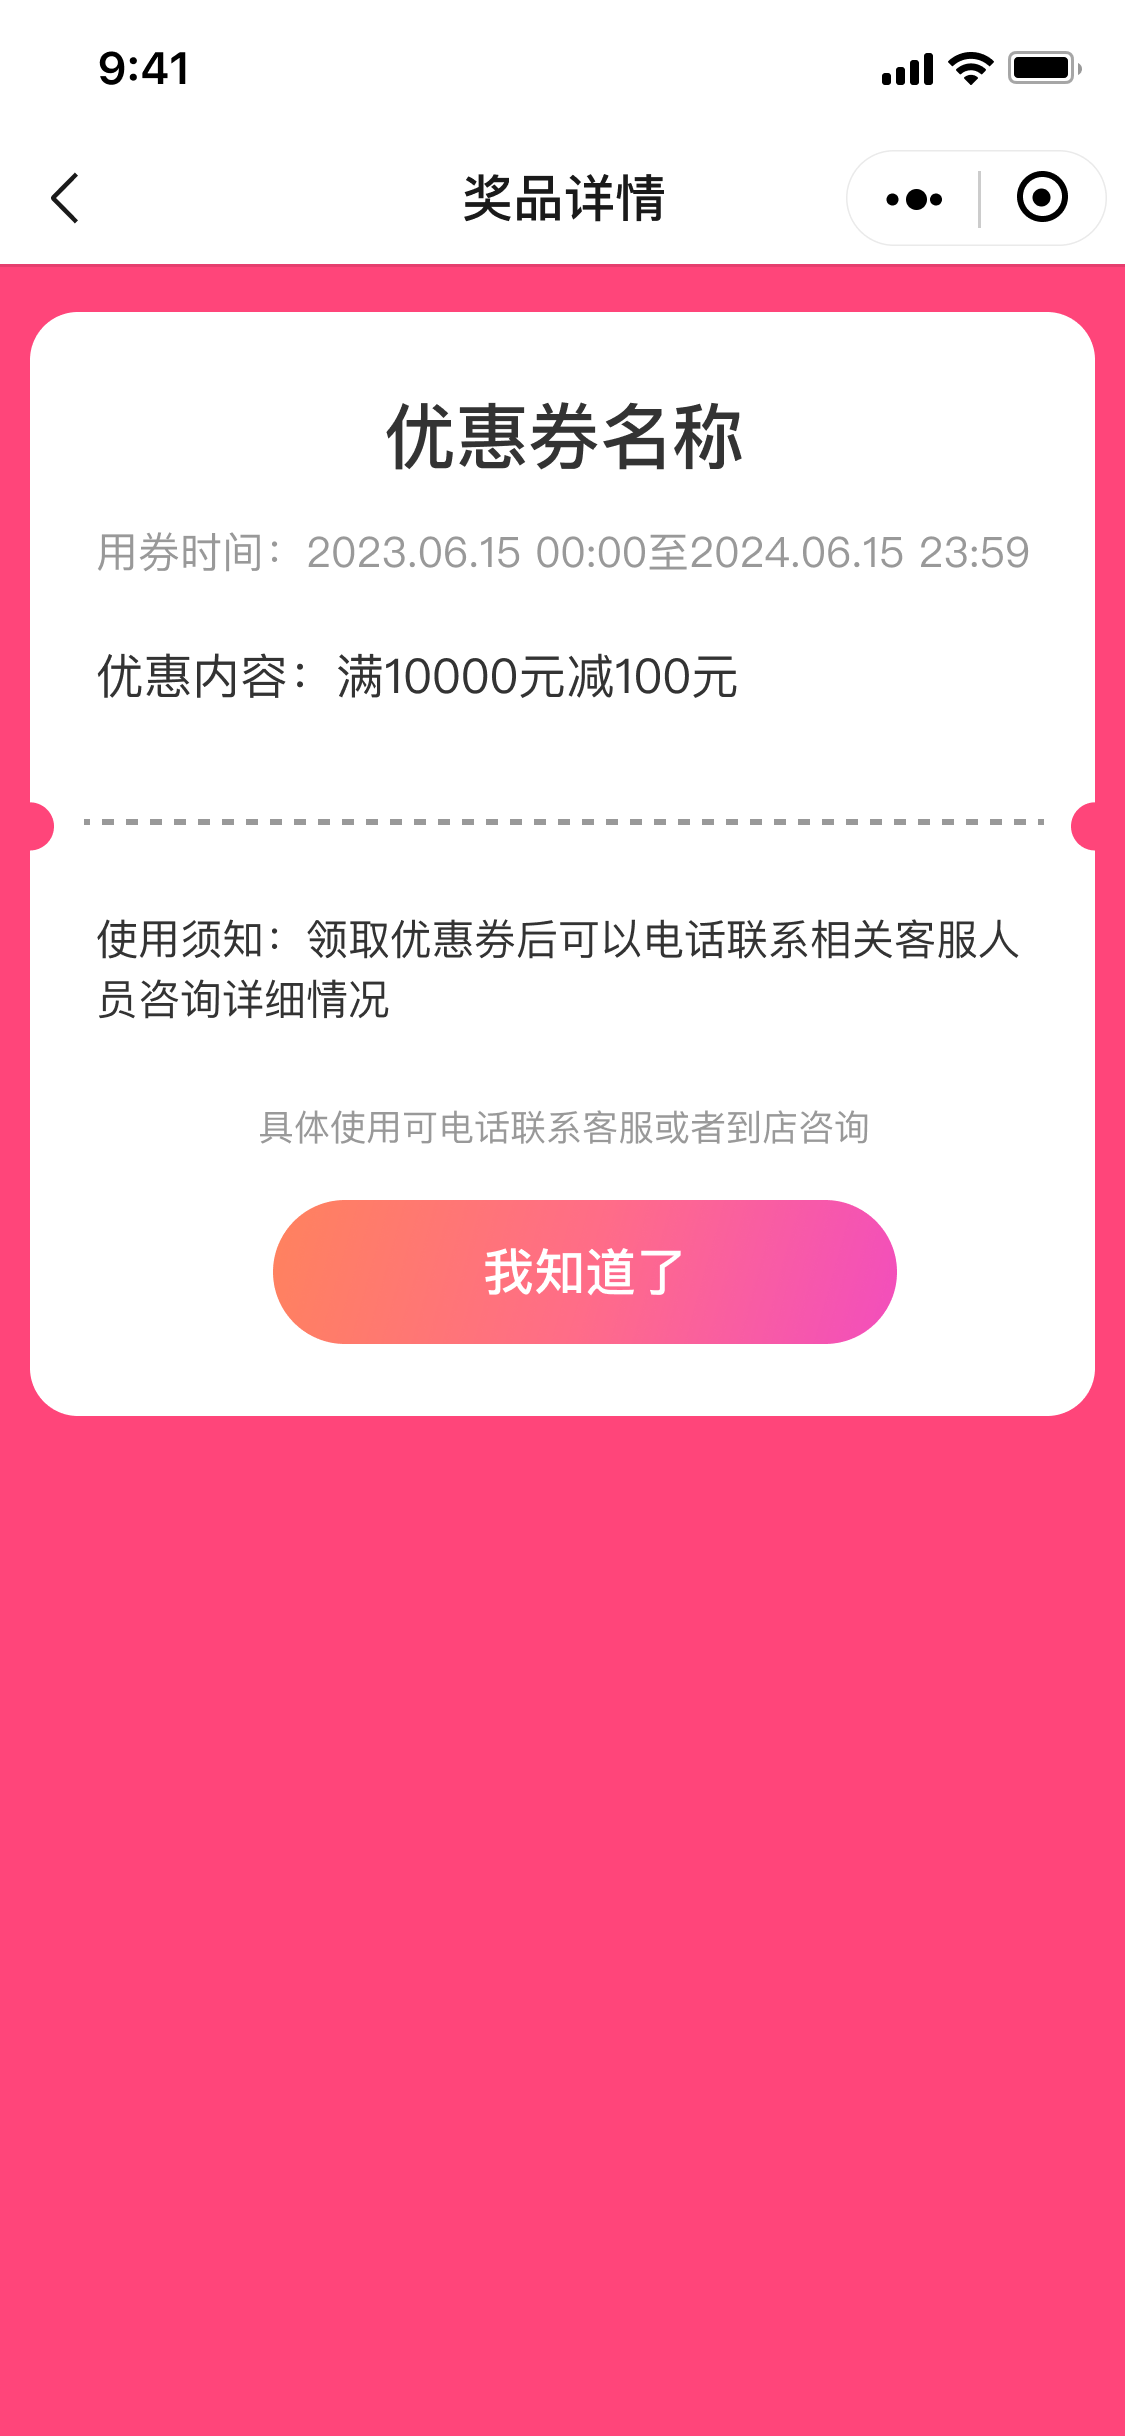 9:41
奖品详情
优惠券名称
用券时间：2023.06.15 00:00至2024.06.15 23:59
优惠内容：满10000元减100元
使用须知：领取优惠券后可以电话联系相关客服人
员咨询详细情况
具体使用可电话联系客服或者到店咨询
我知道了